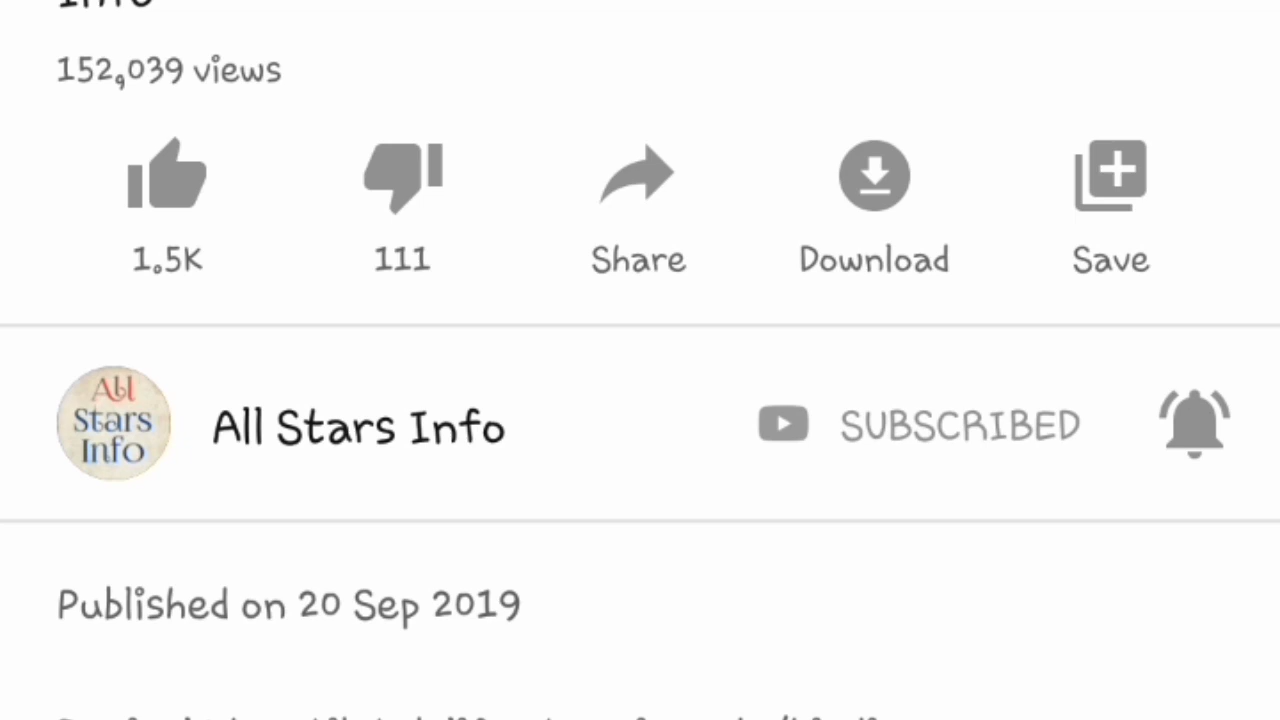 Info
152,039 views
1.5K
111
Share
Download
Save
All
Stars
Info
All Stars Info
SUBSCRIBED
Published on 20 Sep 2019